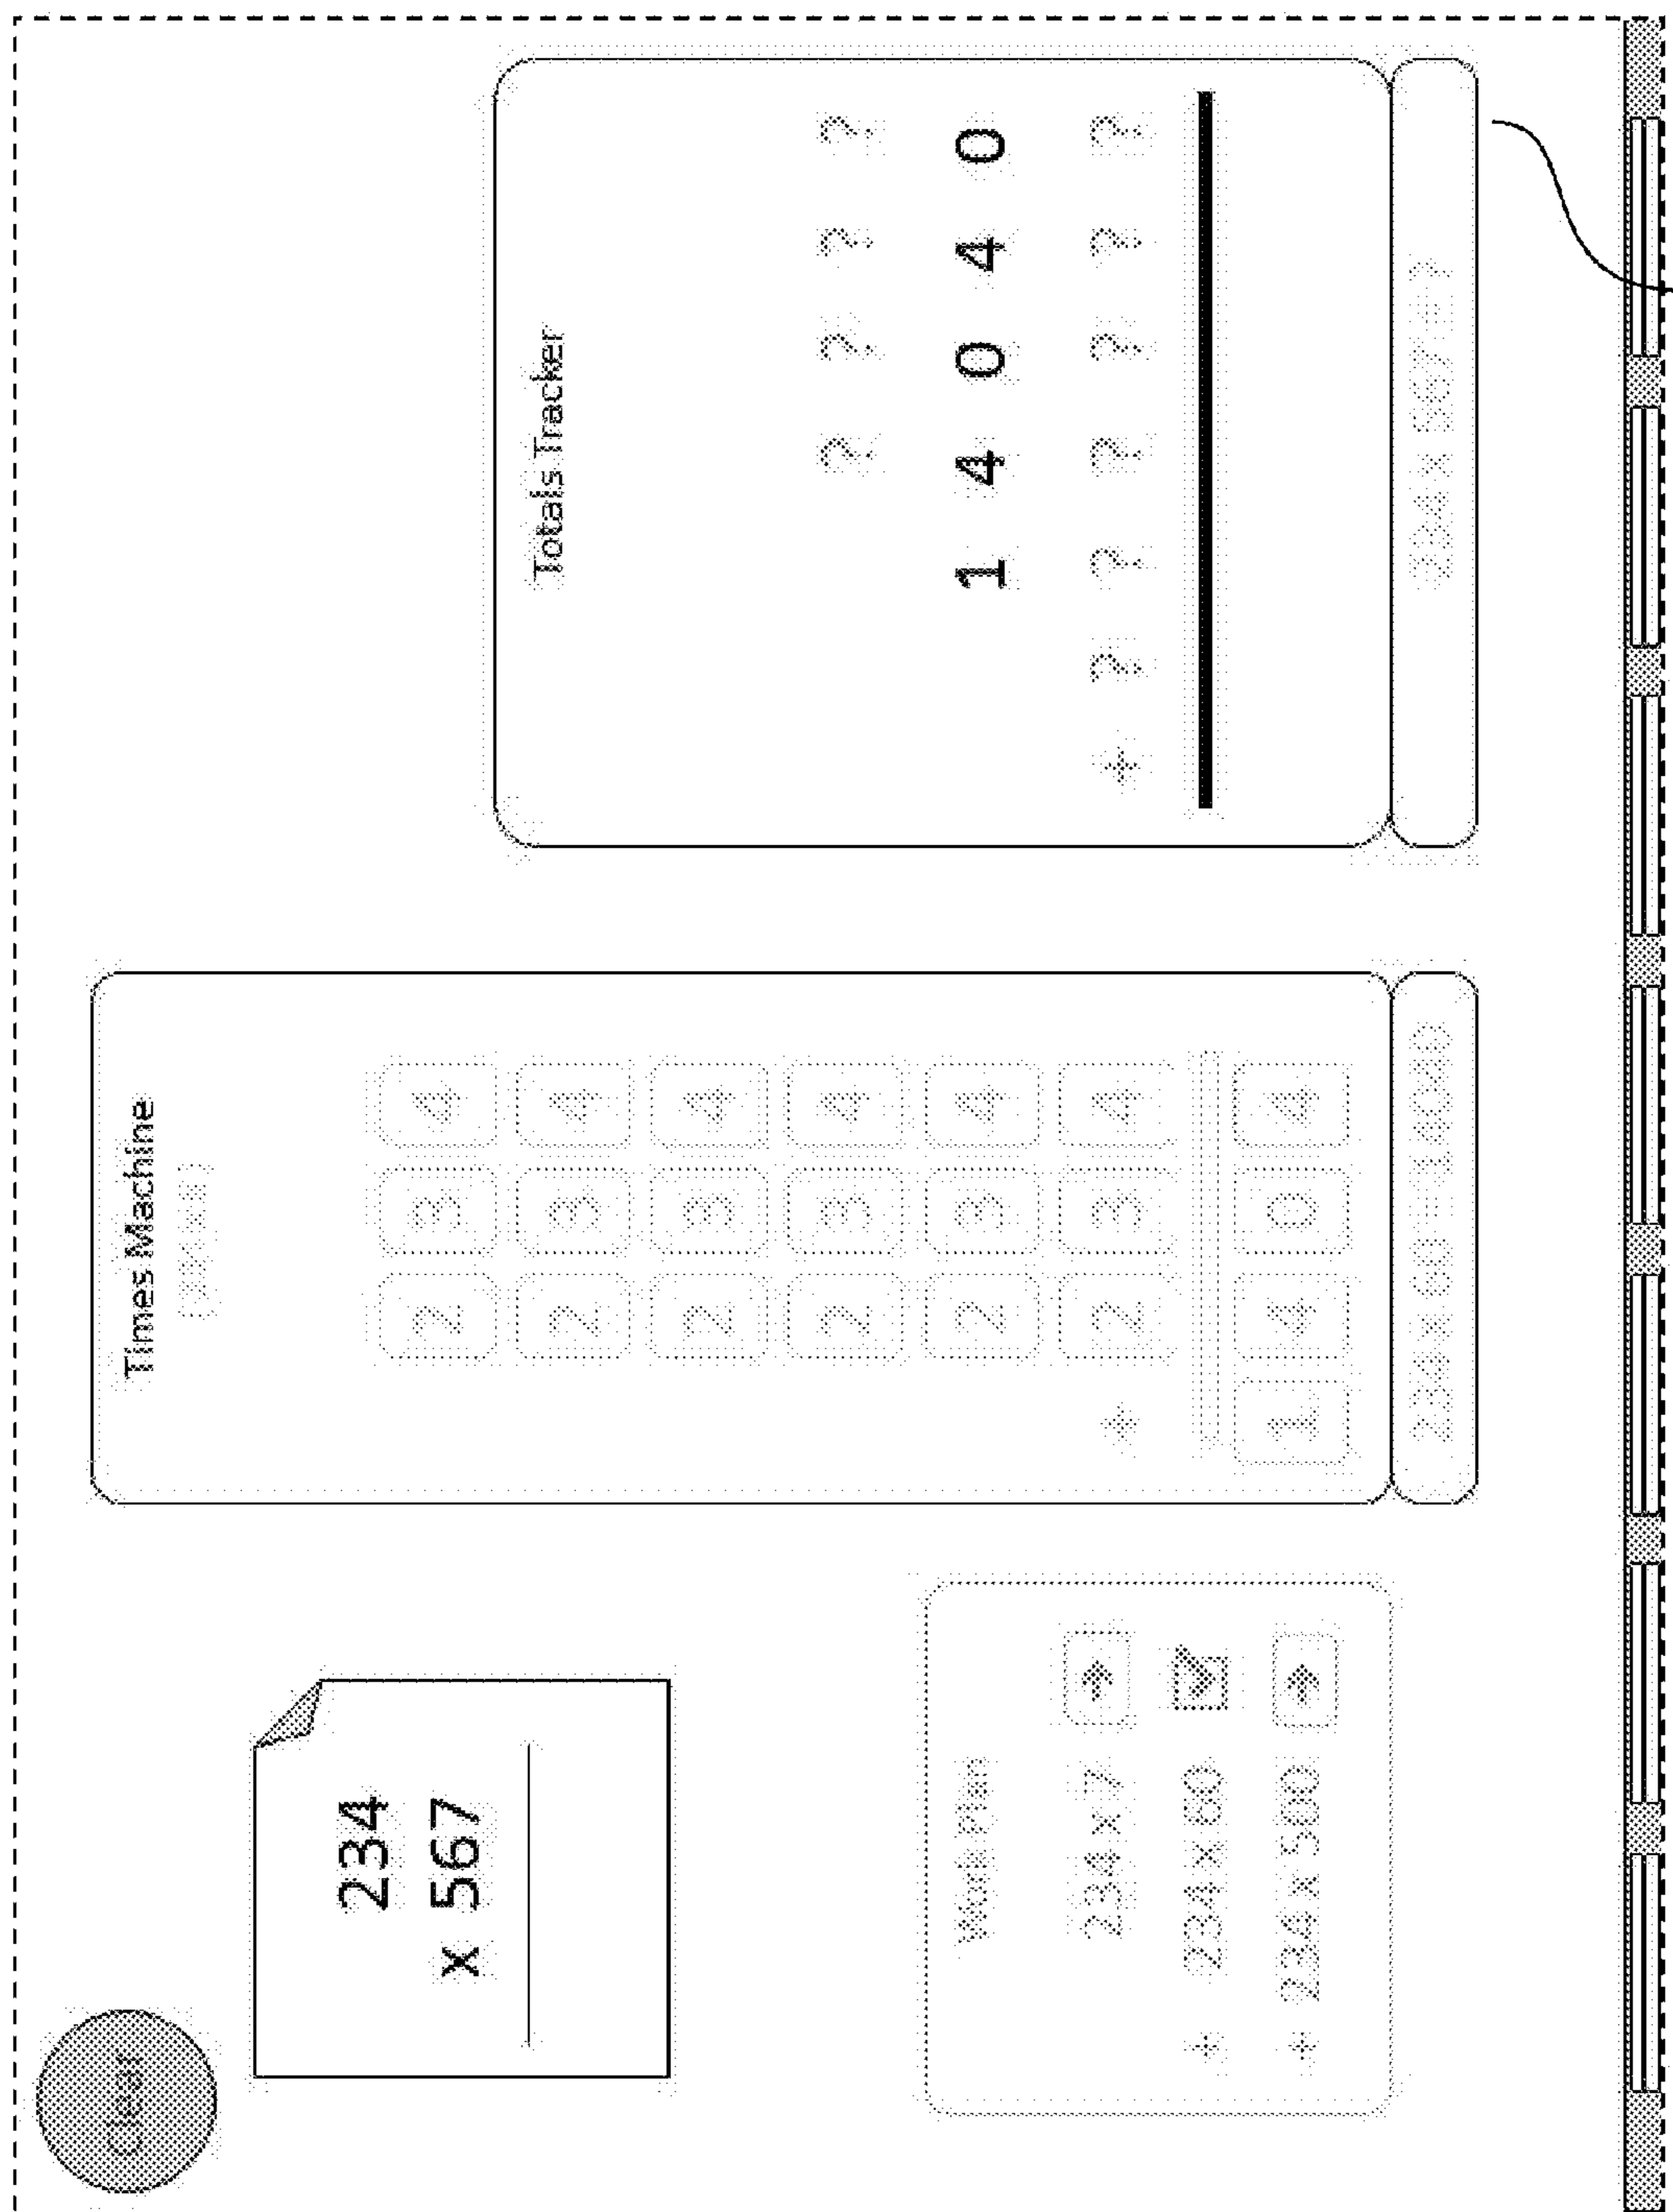 Clear
234
x 567
Work Plan
234 x 7
+ 234 x 60
+ 234 x 500
Times Machine
2 3 4
2 3 4
2 3 4
2 3 4
2 3 4
+ 2 3 4
1 4 0 4
234 x 60 = 14040
Totals Tracker
? ? ? ?
1 4 0 4 0
+ ? ? ? ? ? ?
234 x 567 = ?